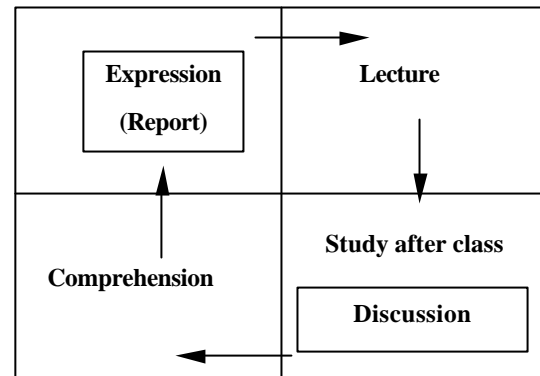 Expression
(Report)
Lecture
Comprehension
Study after class
Discussion